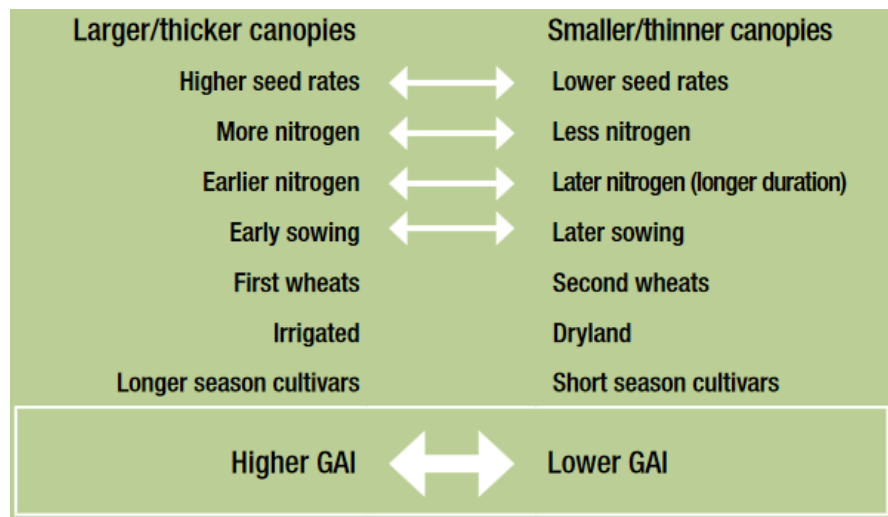 Larger/thicker canopies Smaller/thinner canopies
Higher seed rates Lower seed rates
More nitrogen Less nitrogen
Earlier nitrogen Later nitrogen (longer duration)
Early sowing Later sowing
First wheats Second wheats
Irrigated Dryland
Longer season cultivars Short season cultivars
Higher GAI Lower GAI